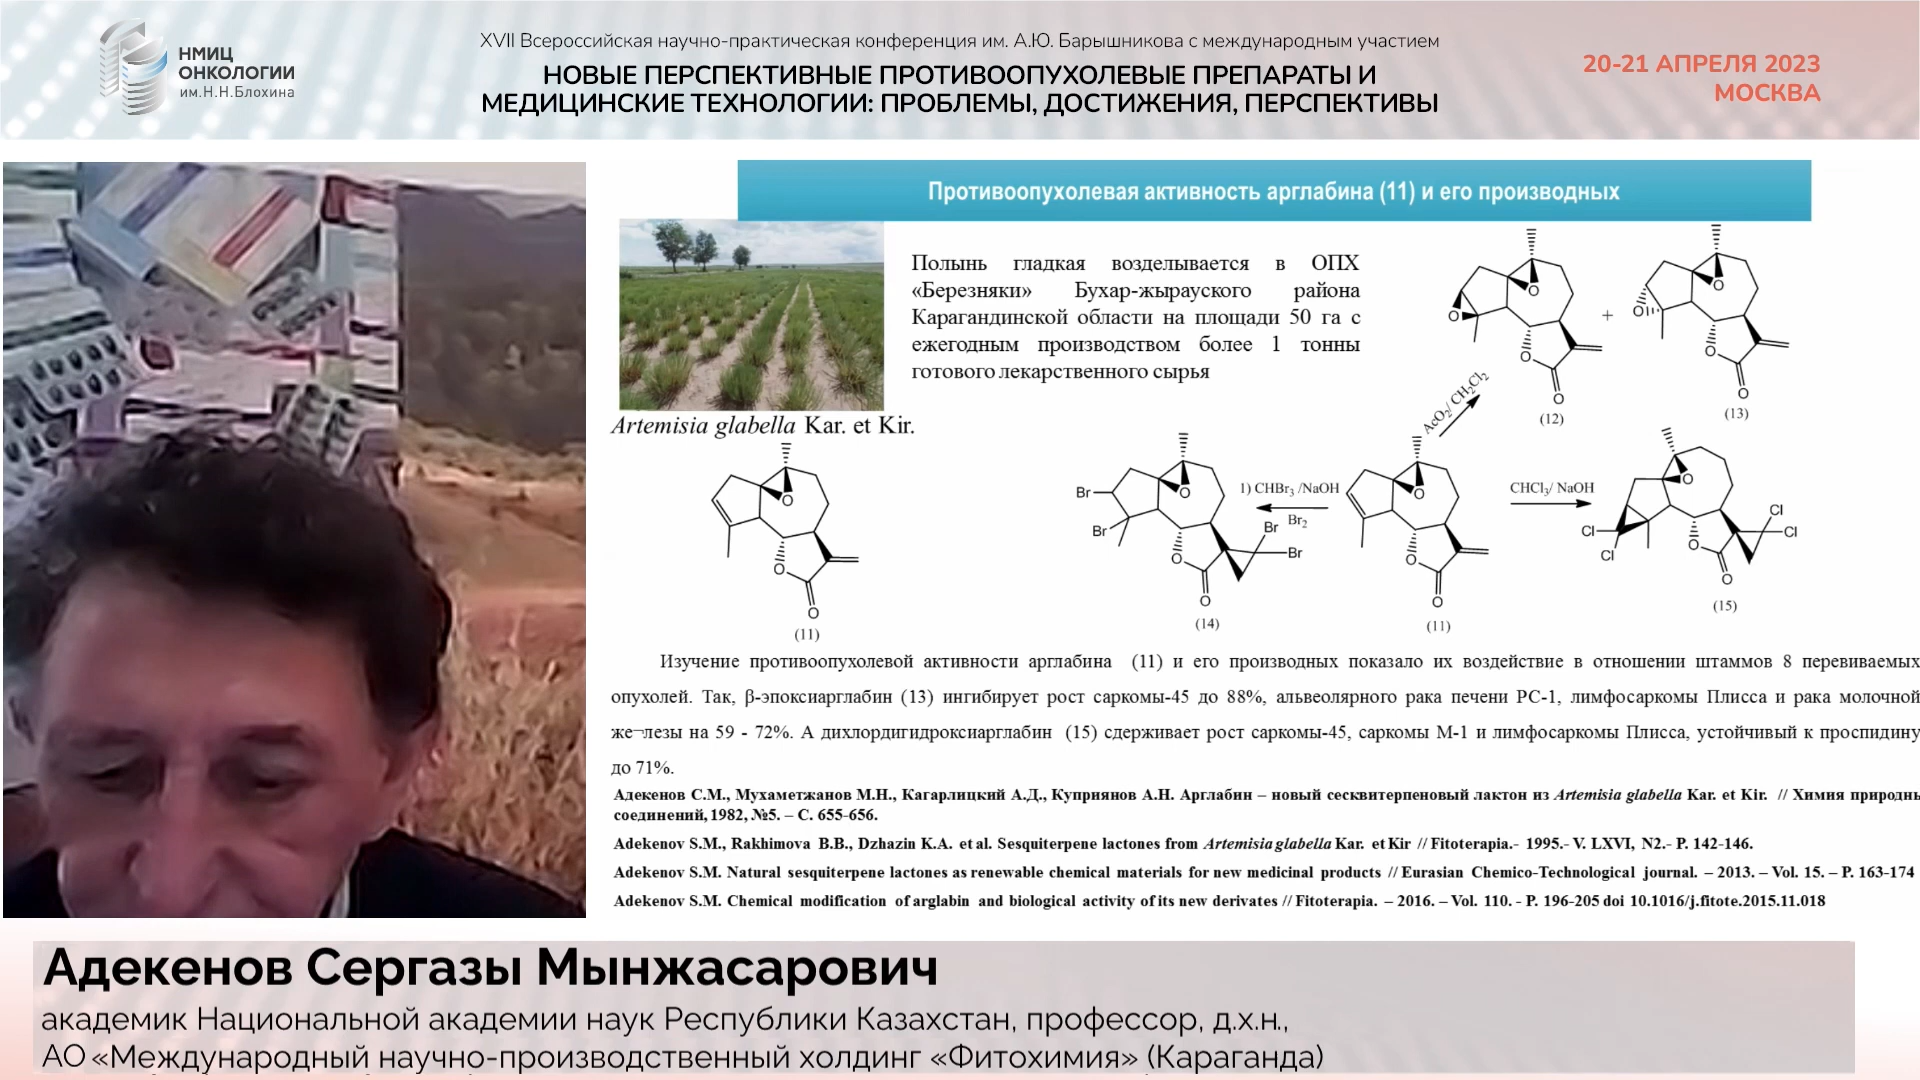 НМИЦ
ОНКОЛОГИИ
им.Н.Н.Блохина
XVII Всероссийская научно-практическая конференция им. А.Ю. Барышникова с международным участием
НОВЫЕ ПЕРСПЕКТИВНЫЕ ПРОТИВООПУХОЛЕВЫЕ ПРЕПАРАТЫ И
МЕДИЦИНСКИЕ ТЕХНОЛОГИИ: ПРОБЛЕМЫ, ДОСТИЖЕНИЯ, ПЕРСПЕКТИВЫ
20-21 АПРЕЛЯ 2023
МОСКВА
Противоопухолевая активность арглабина (11) и его производных
Полынь гладкая возделывается в ОПХ
«Березняки» Бухар-жырауского района
Карагандинской области на площади 50 га с
ежегодным производством более 1 тонны
готового лекарственного сырья
Artemisia glabella Kar. et Kir.
O
O
O
O
+
O
O
O
O
(12)
(13)
AcO2/ CH2Cl2
O
O
O
(11)
Br
Br
O
O
O
Br
Br
(14)
1) CHBr3 /NaOH
Br2
O
O
O
(11)
CHCl3/ NaOH
O
Cl
Cl
O
O
Cl
Cl
(15)
Изучение противоопухолевой активности арглабина (11) и его производных показало их воздействие в отношении штаммов 8 перевиваемых
опухолей. Так, β-эпоксиарглабин (13) ингибирует рост саркомы-45 до 88%, альвеолярного рака печени РС-1, лимфосаркомы Плисса и рака молочной
же¬лезы на 59 - 72%. А дихлордигидроксиарглабин (15) сдерживает рост саркомы-45, саркомы М-1 и лимфосаркомы Плисса, устойчивый к проспидину
до 71%.
Адекенов С.М., Мухаметжанов М.Н., Кагарлицкий А.Д., Куприянов А.Н. Арглабин – новый сесквитерпеновый лактон из Artemisia glabella Kar. et Kir. // Химия природн
соединений, 1982, №5. – С. 655-656.
Adekenov S.M., Rakhimova B.B., Dzhazin K.A. et al. Sesquiterpene lactones from Artemisia glabella Kar. et Kir // Fitoterapia.- 1995.- V. LXVI, N2.- P. 142-146.
Adekenov S.M. Natural sesquiterpene lactones as renewable chemical materials for new medicinal products // Eurasian Chemico-Technological journal. – 2013. – Vol. 15. – P. 163-174
Adekenov S.M. Chemical modification of arglabin and biological activity of its new derivates // Fitoterapia. – 2016. – Vol. 110. - P. 196-205 doi 10.1016/j.fitote.2015.11.018
Адекенов Сергазы Мынжасарович
академик Национальной академии наук Республики Казахстан, профессор, д.х.н.,
АО «Международный научно-производственный холдинг «Фитохимия» (Караганда)